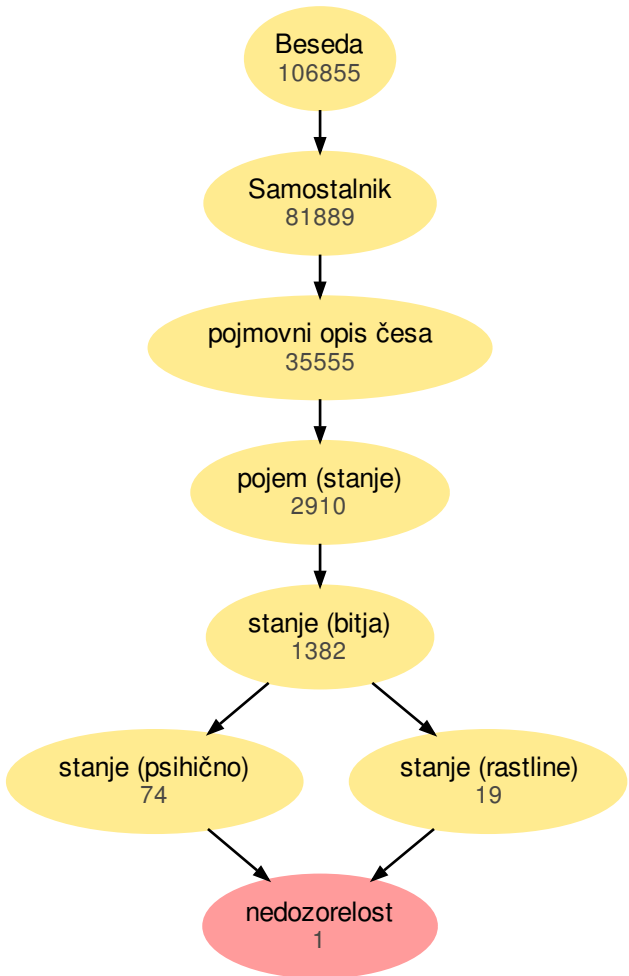 Beseda
106855
Samostalnik
81889
pojmovni opis česa
35555
pojem (stanje)
2910
stanje (bitja)
1382
stanje (psihično)
74
stanje (rastline)
19
nedozorelost
1